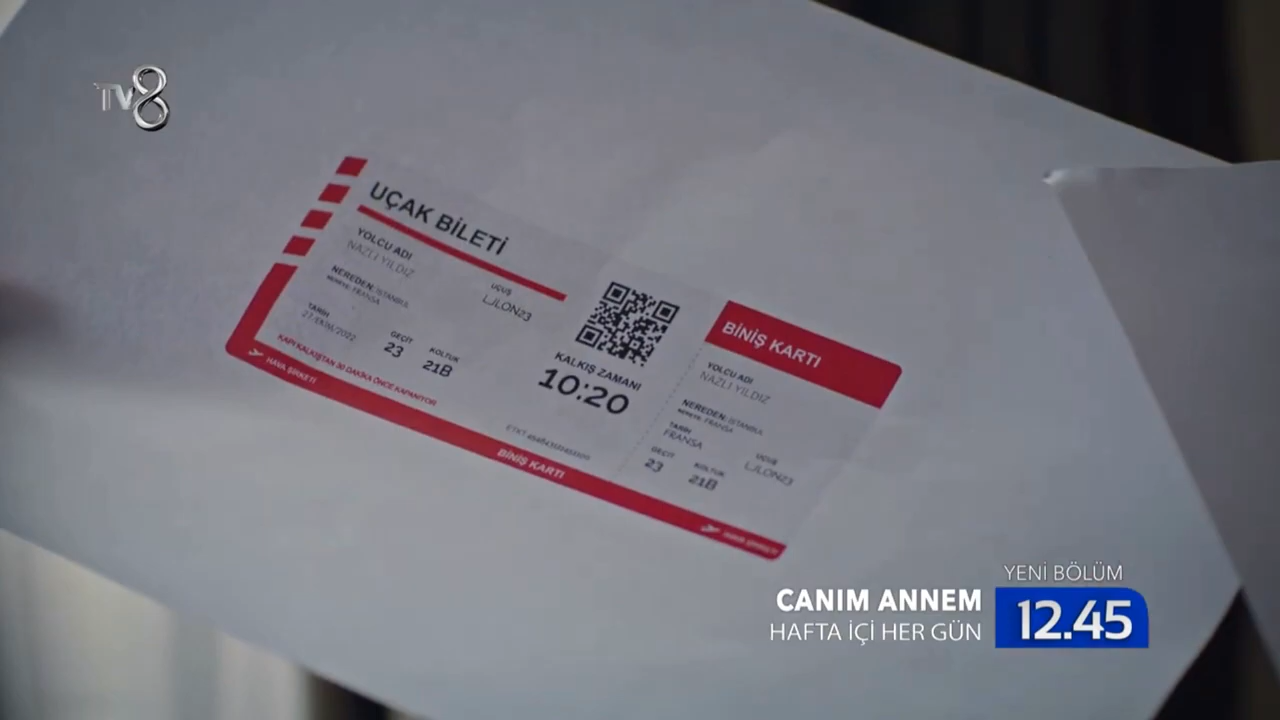 TV8
UÇAK BİLETİ
YOLCU ADI
NAZLI YILDIZ
NEREDEN: İSTANBUL
NEREYE: FRANSA
UÇUŞ
LJLON23
TARİH
27/EKİM/2022
GEÇİT
23
KOLTUK
21B
KAPI KALKIŞTAN 30 DAKİKA ÖNCE KAPANIYOR
HAVA ŞİRKETİ
KALKIŞ ZAMANI
10:20
BİNİŞ KARTI
BİNİŞ KARTI
YOLCU ADI
NAZLI YILDIZ
NEREDEN: İSTANBUL
NEREYE: FRANSA
TARİH
FRANSA
UÇUŞ
LJLON23
GEÇİT
23
KOLTUK
21B
HAVA ŞİRKETİ
YENİ BÖLÜM
CANIM ANNEM
HAFTA İÇİ HER GÜN
12.45